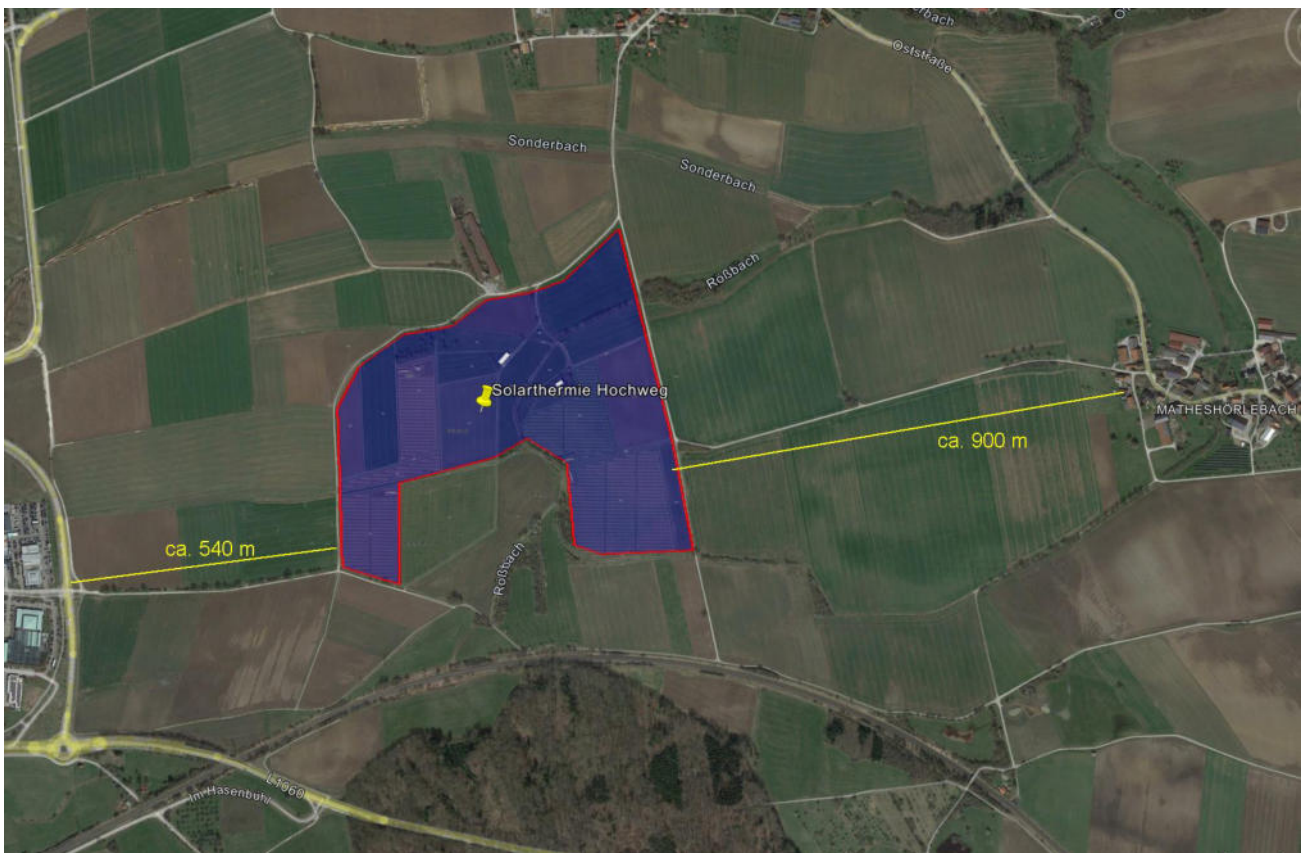 Oststraße
Sonderbach
Sonderbach
Roßbach
Solarthermie Hochweg
MATHESHÖRLEBACH
ca. 900 m
ca. 540 m
Roßbach
L1060
Im Hasenbühl